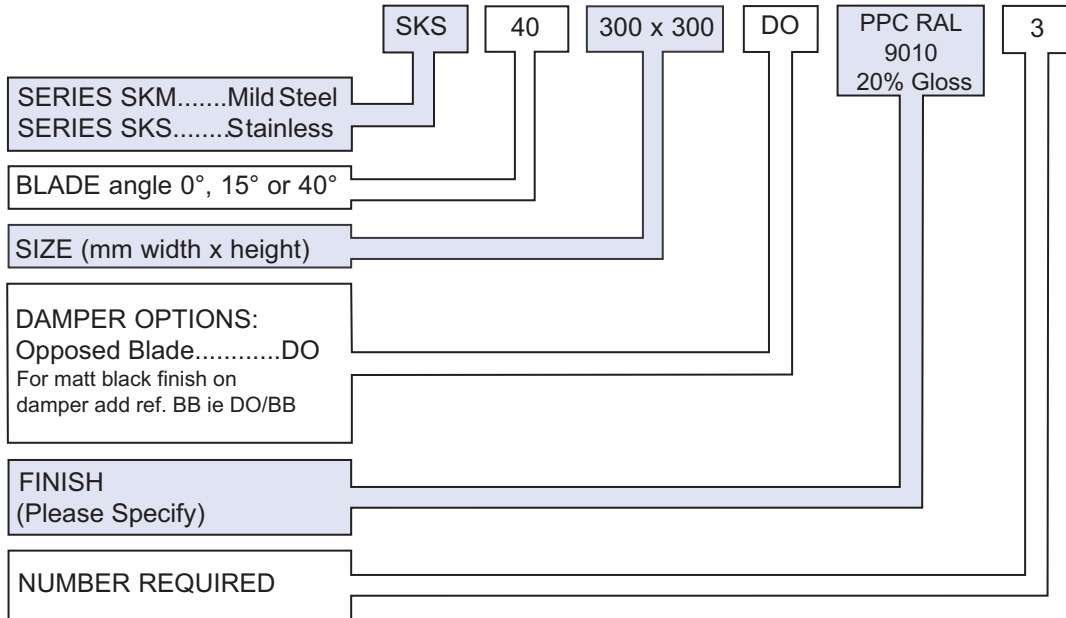 SKS
40
300 x 300
DO
PPC RAL
9010
20% Gloss
3
SERIES SKM.......Mild Steel
SERIES SKS........Stainless
BLADE angle 0°, 15° or 40°
SIZE (mm width x height)
DAMPER OPTIONS:
Opposed Blade............DO
For matt black finish on
damper add ref. BB ie DO/BB
FINISH
(Please Specify)
NUMBER REQUIRED